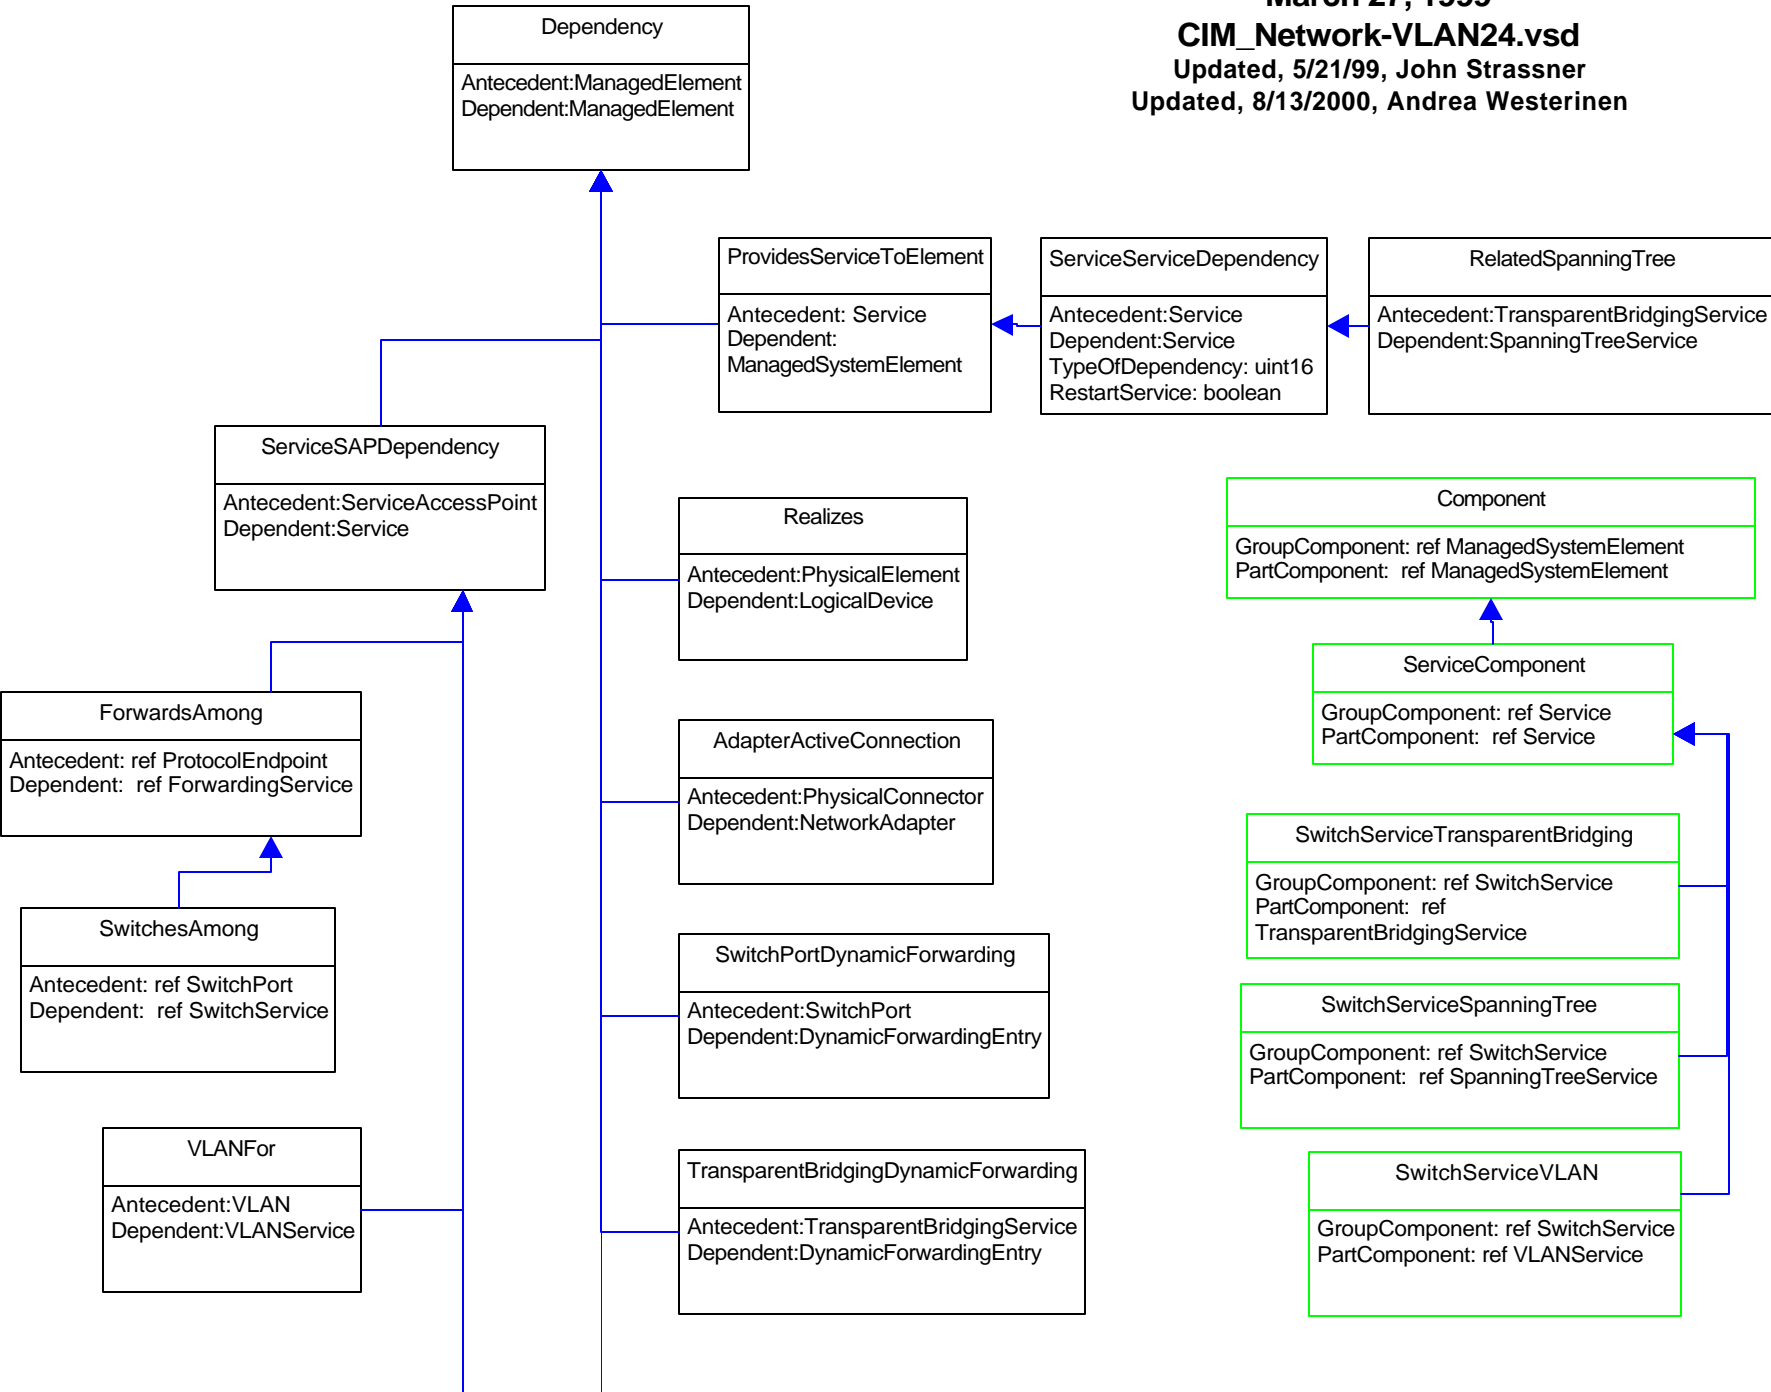 March 27, 1999
CIM_Network-VLAN24.vsd
Updated, 5/21/99, John Strassner
Updated, 8/13/2000, Andrea Westerinen
Dependency
Antecedent:ManagedElement
Dependent:ManagedElement
ProvidesServiceToElement
Antecedent: Service
Dependent:
ManagedSystemElement
ServiceServiceDependency
Antecedent:Service
Dependent:Service
TypeOfDependency: uint16
RestartService: boolean
RelatedSpanningTree
Antecedent:TransparentBridgingService
Dependent:SpanningTreeService
ServiceSAPDependency
Antecedent:ServiceAccessPoint
Dependent:Service
Realizes
Antecedent:PhysicalElement
Dependent:LogicalDevice
Component
GroupComponent: ref ManagedSystemElement
PartComponent:  ref ManagedSystemElement
ServiceComponent
GroupComponent: ref Service
PartComponent:  ref Service
ForwardsAmong
Antecedent: ref ProtocolEndpoint
Dependent:  ref ForwardingService
AdapterActiveConnection
Antecedent:PhysicalConnector
Dependent:NetworkAdapter
SwitchServiceTransparentBridging
GroupComponent: ref SwitchService
PartComponent:  ref
TransparentBridgingService
SwitchesAmong
Antecedent: ref SwitchPort
Dependent:  ref SwitchService
SwitchPortDynamicForwarding
Antecedent:SwitchPort
Dependent:DynamicForwardingEntry
SwitchServiceSpanningTree
GroupComponent: ref SwitchService
PartComponent:  ref SpanningTreeService
VLANFor
Antecedent:VLAN
Dependent:VLANService
TransparentBridgingDynamicForwarding
Antecedent:TransparentBridgingService
Dependent:DynamicForwardingEntry
SwitchServiceVLAN
GroupComponent: ref SwitchService
PartComponent: ref VLANService